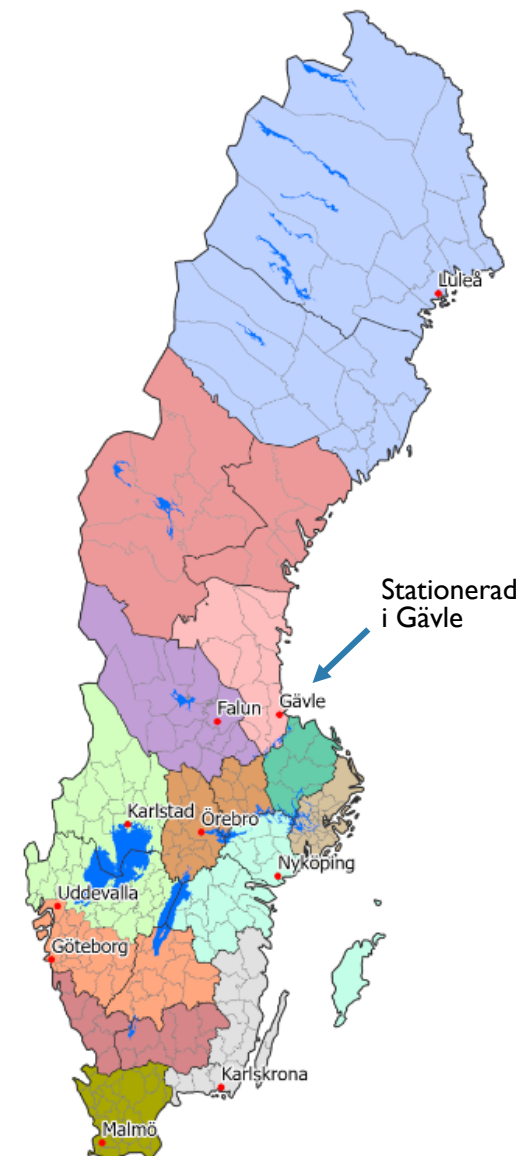 Luleå
Stationerad
i Gävle
Gävle
Falun
Karlstad
Örebro
Nyköping
Uddevalla
Göteborg
Karlskrona
Malmö